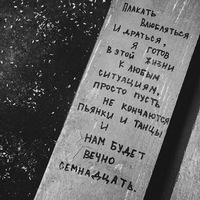 ПЛАКАТЬ
ВЛЮБЛЯТЬСЯ
И ДРАТЬСЯ,
Я ГОТОВ
В ЭТОЙ ЖИЗНИ
К ЛЮБЫМ
СИТУАЦИЯМ,
ПРОСТО ПУСТЬ
НЕ КОНЧАЮТСЯ
ПЬЯНКИ И ТАНЦЫ
И
НАМ БУДЕТ
ВЕЧНО
СЕМНАДЦАТЬ.